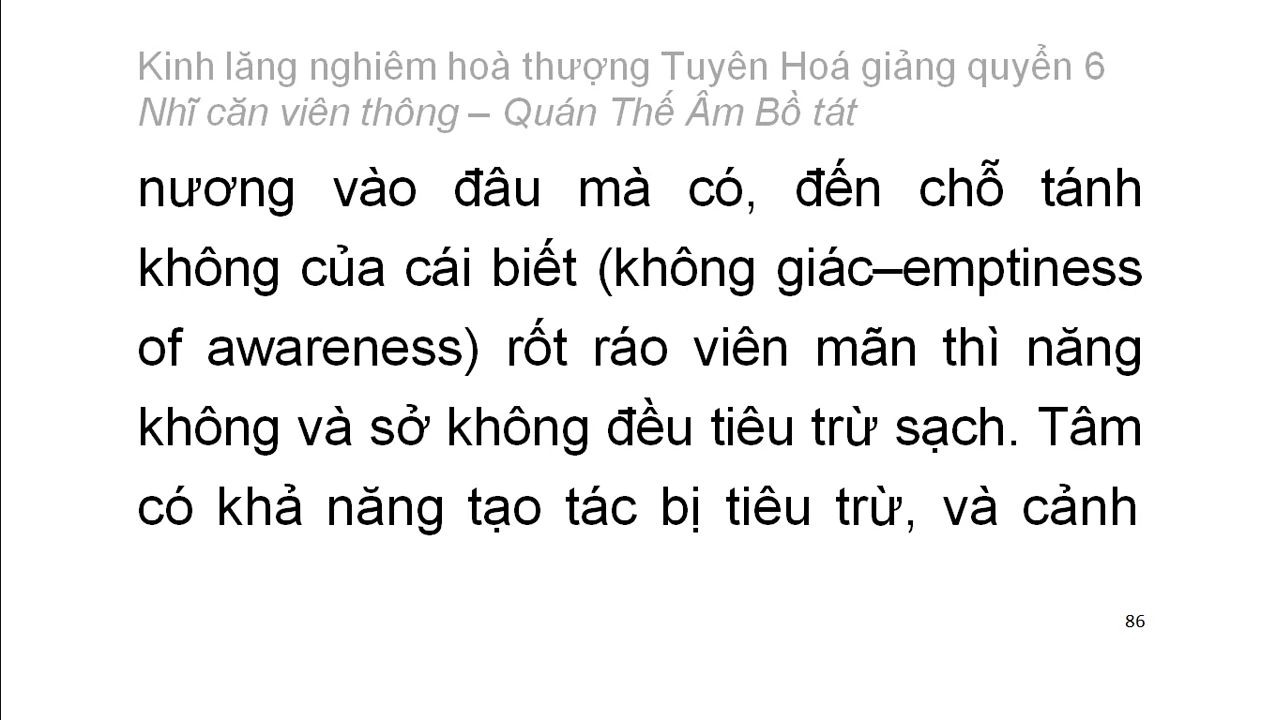 Kinh lăng nghiêm hoà thượng Tuyên Hoá giảng quyển 6
Nhĩ căn viên thông – Quán Thế Âm Bồ tát
nương vào đâu mà có, đến chỗ tánh
không của cái biết (không giác–emptiness
of awareness) rốt ráo viên mãn thì năng
không và sở không đều tiêu trừ sạch. Tâm
có khả năng tạo tác bị tiêu trừ, và cảnh
86